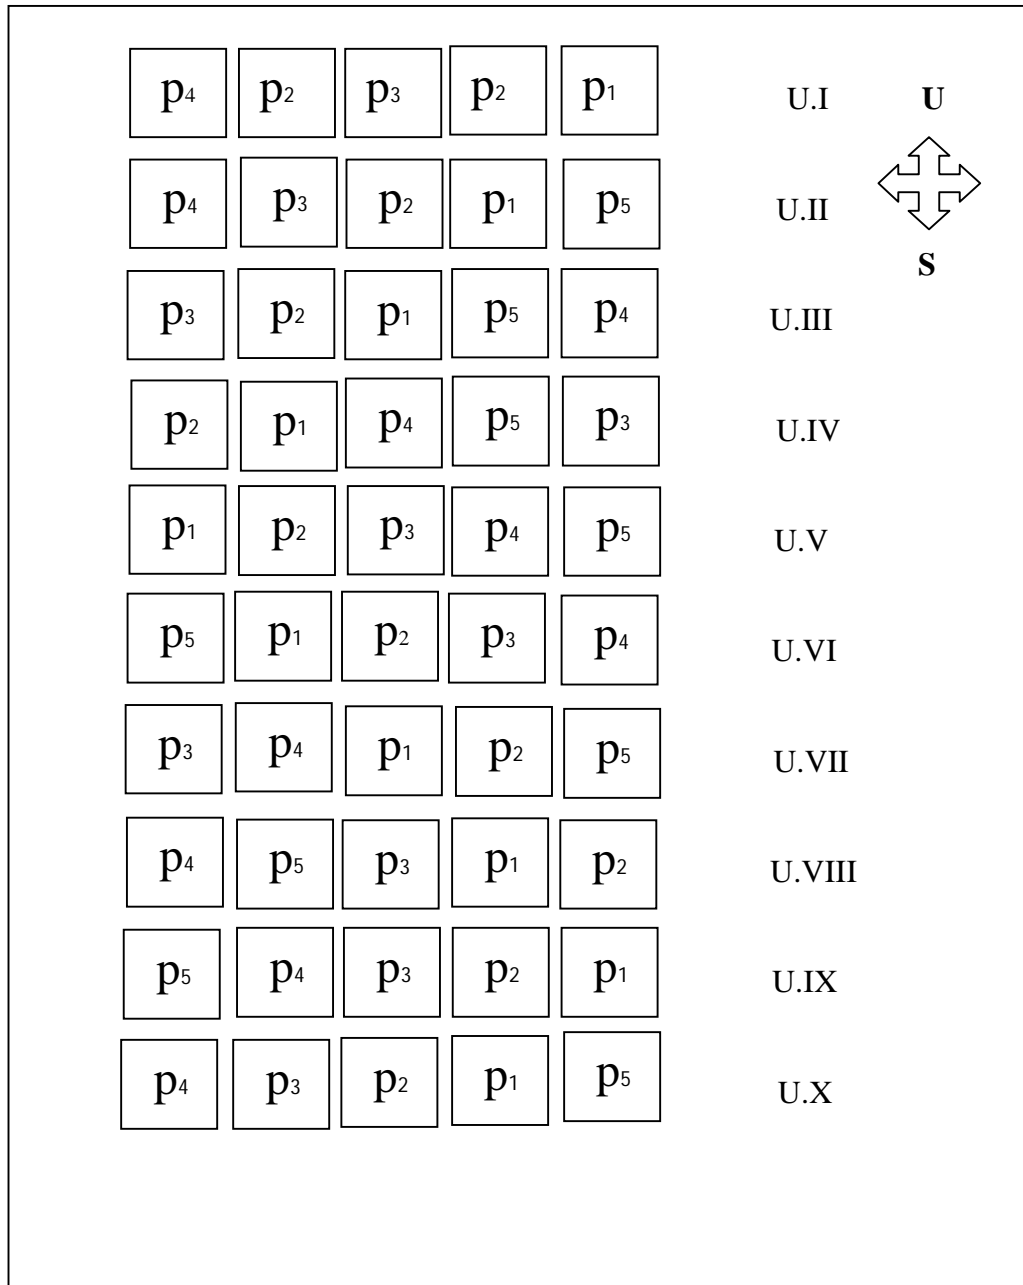 p4 p2 p3 p2 p1 U.I U
p4 p3 p2 p1 p5 U.II
S
p3 p2 p1 p5 p4 U.III
p2 p1 p4 p5 p3 U.IV
p1 p2 p3 p4 p5 U.V
p5 p1 p2 p3 p4 U.VI
p3 p4 p1 p2 p5 U.VII
p4 p5 p3 p1 p2 U.VIII
p5 p4 p3 p2 p1 U.IX
p4 p3 p2 p1 p5 U.X